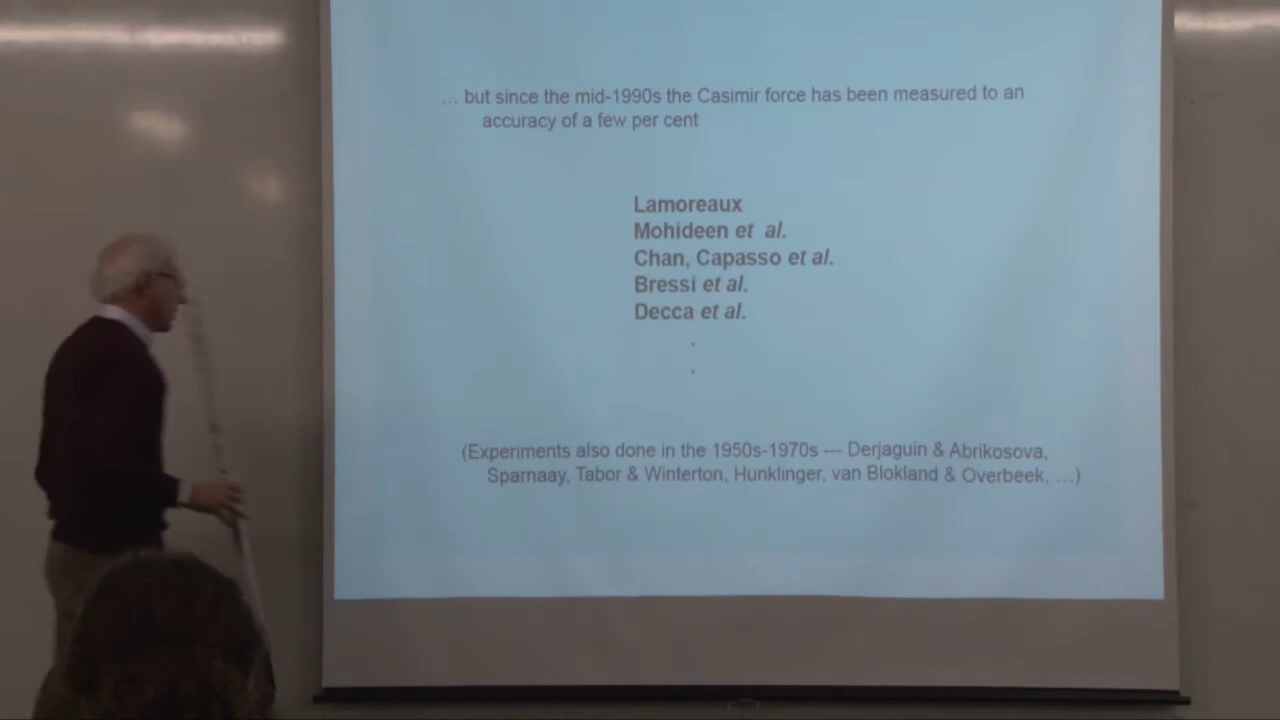 … but since the mid-1990s the Casimir force has been measured to an
accuracy of a few per cent
Lamoreaux
Mohideen et al.
Chan, Capasso et al.
Bressi et al.
Decca et al.
.
.
(Experiments also done in the 1950s-1970s --- Derjaguin & Abrikosova,
Sparnaay, Tabor & Winterton, Hunklinger, van Blokland & Overbeek, …)